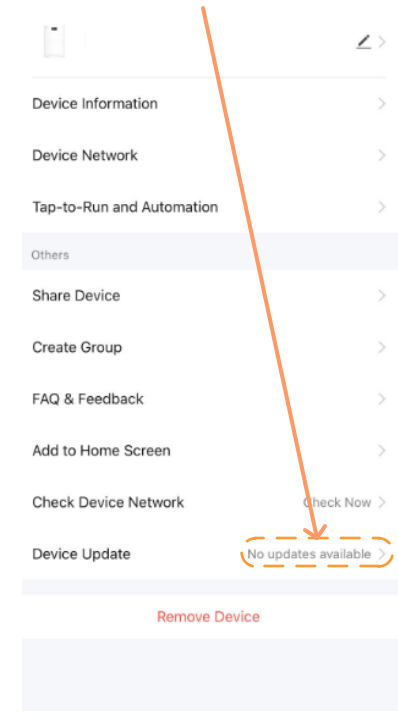 Device Information
Device Network
Tap-to-Run and Automation
Others
Share Device
Create Group
FAQ & Feedback
Add to Home Screen
Check Device Network Check Now
Device Update No updates available
Remove Device